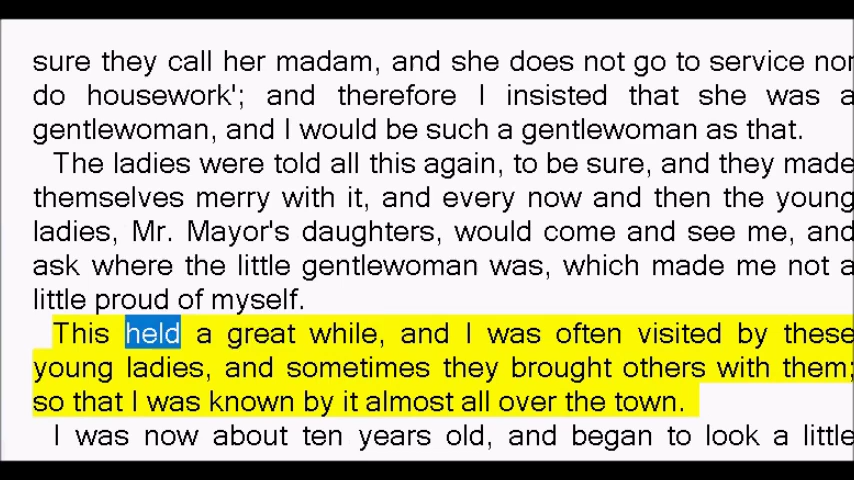 sure they call her madam, and she does not go to service nor
do housework'; and therefore I insisted that she was a
gentlewoman, and I would be such a gentlewoman as that.
The ladies were told all this again, to be sure, and they made
themselves merry with it, and every now and then the young
ladies, Mr. Mayor's daughters, would come and see me, and
ask where the little gentlewoman was, which made me not a
little proud of myself.
This held a great while, and I was often visited by these
young ladies, and sometimes they brought others with them;
so that I was known by it almost all over the town.
I was now about ten years old, and began to look a little